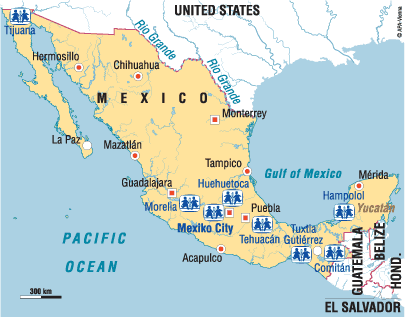 UNITED STATES
© APA-Vienna
Tijuana
Rio Grande
Hermosillo
Chihuahua
Rio Grande
MEXICO
Monterrey
La Paz
Mazatlán
Tampico
Gulf of Mexico
Mérida
Guadalajara
Huehuetoca
Hampolol
Morelia
Puebla
Yucatán
Mexiko City
Tehuacán
Tuxtla
Gutiérrez
PACIFIC
OCEAN
Acapulco
Comitán
GUATEMALA
BELIZE
HOND.
300 km
EL SALVADOR